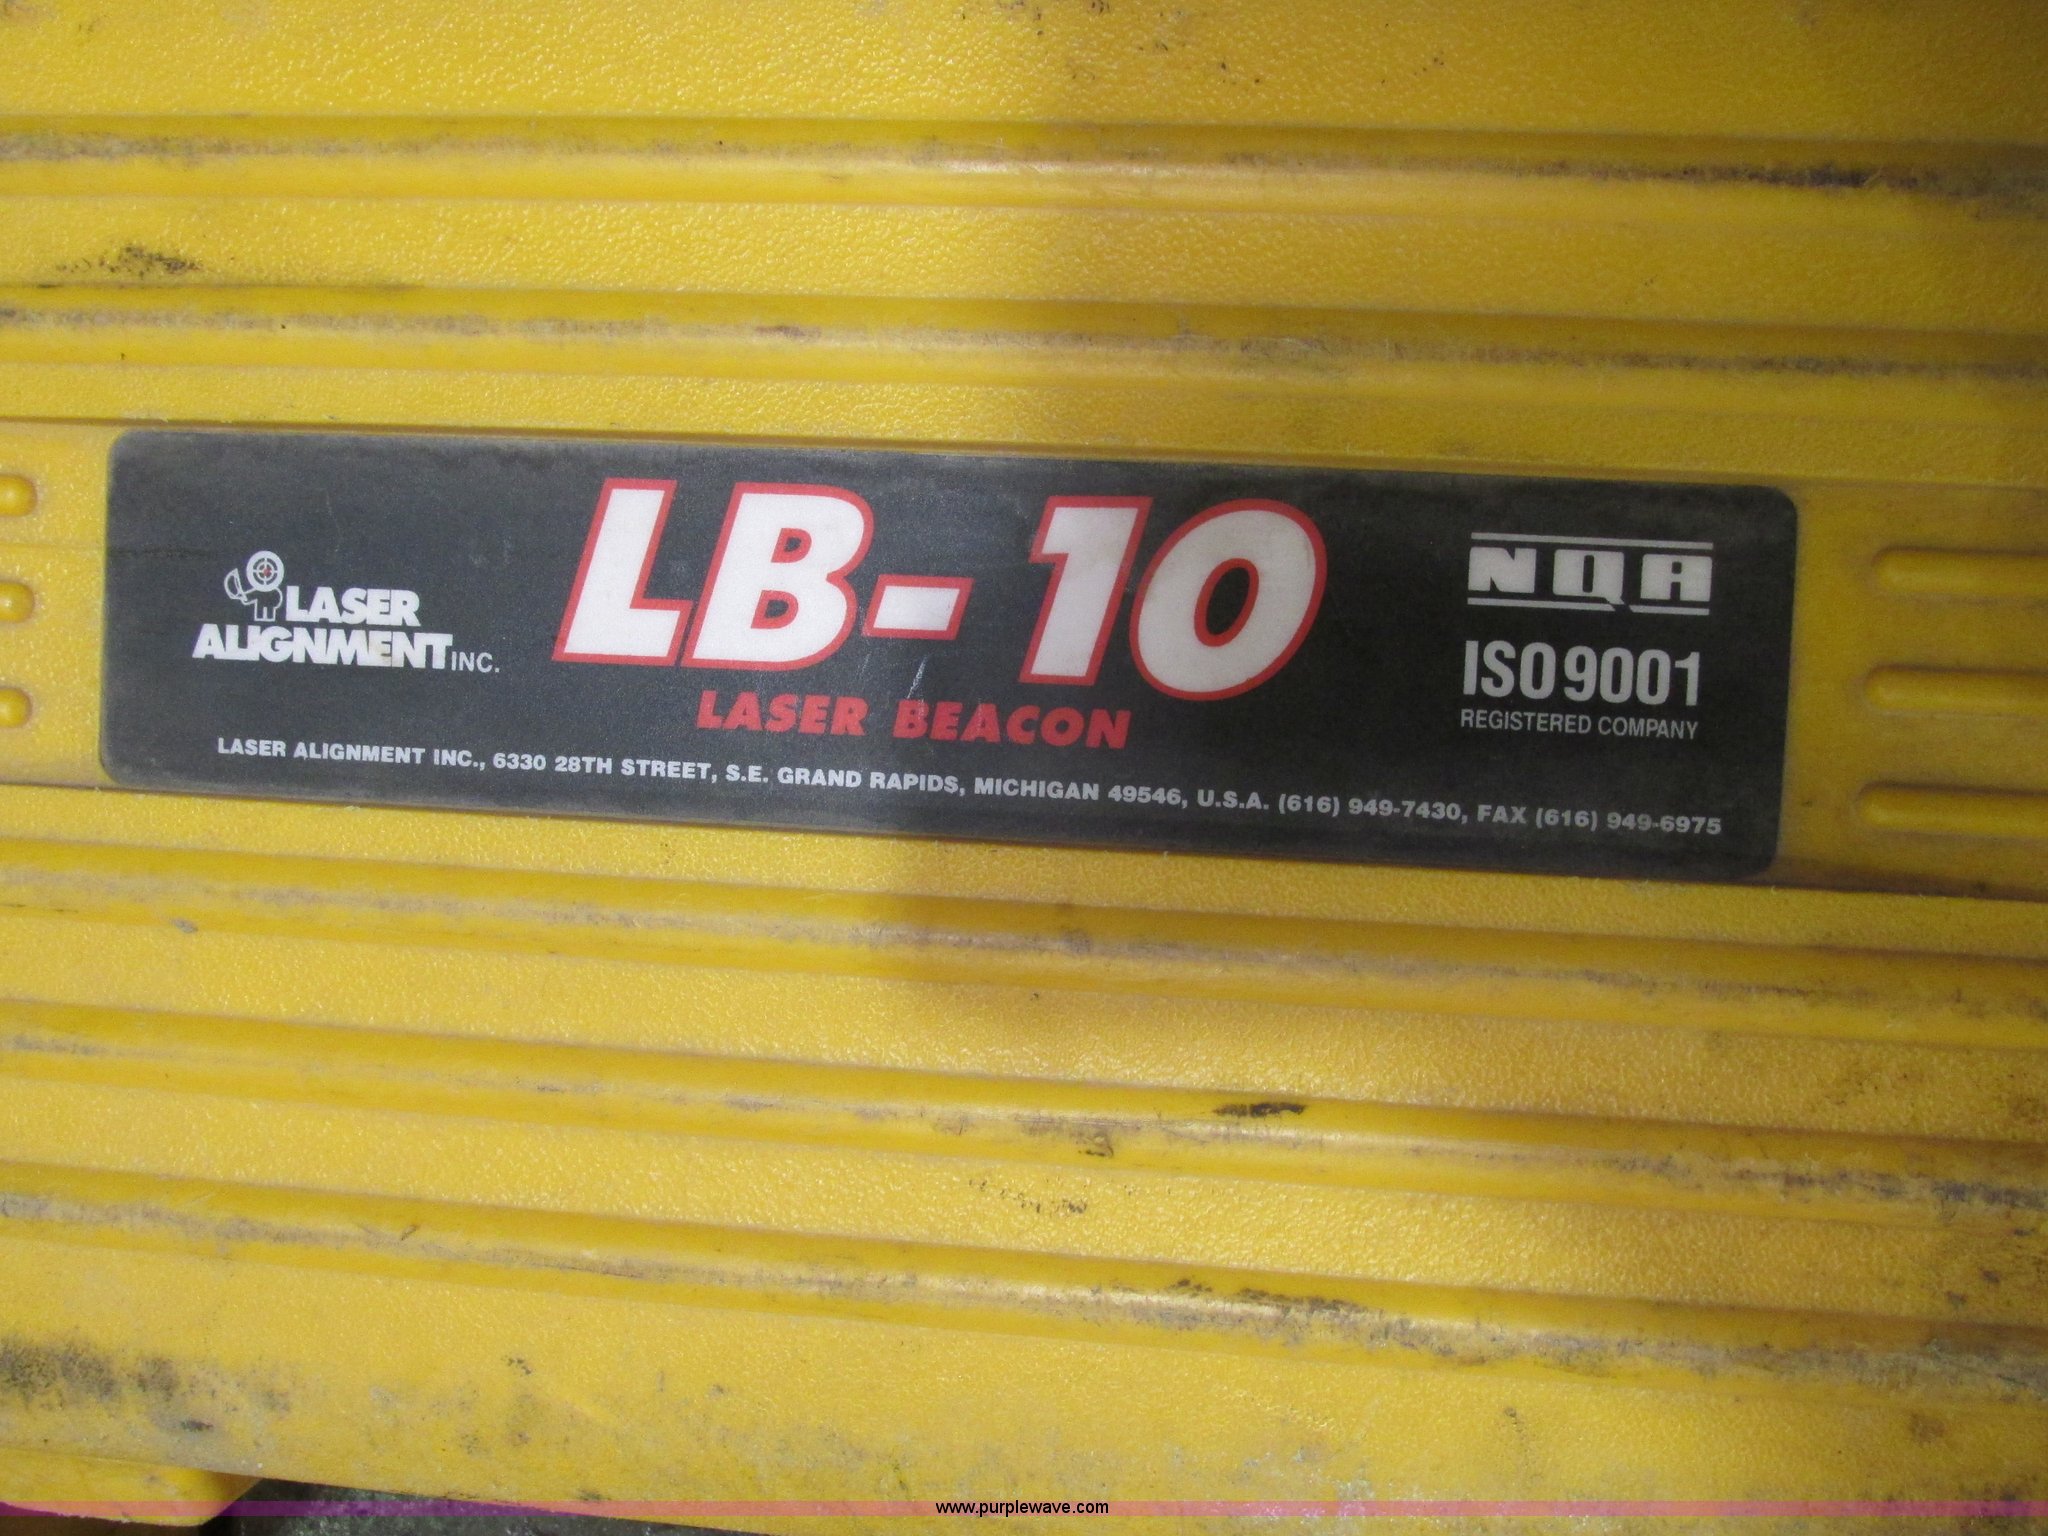 LASER
ALIGNMENT INC.
LB-10
LASER BEACON
NQA
ISO9001
REGISTERED COMPANY
LASER ALIGNMENT INC., 6330 28TH STREET, S.E. GRAND RAPIDS, MICHIGAN 49546, U.S.A. (616) 949-7430, FAX (616) 949-6975
www.purplewave.com